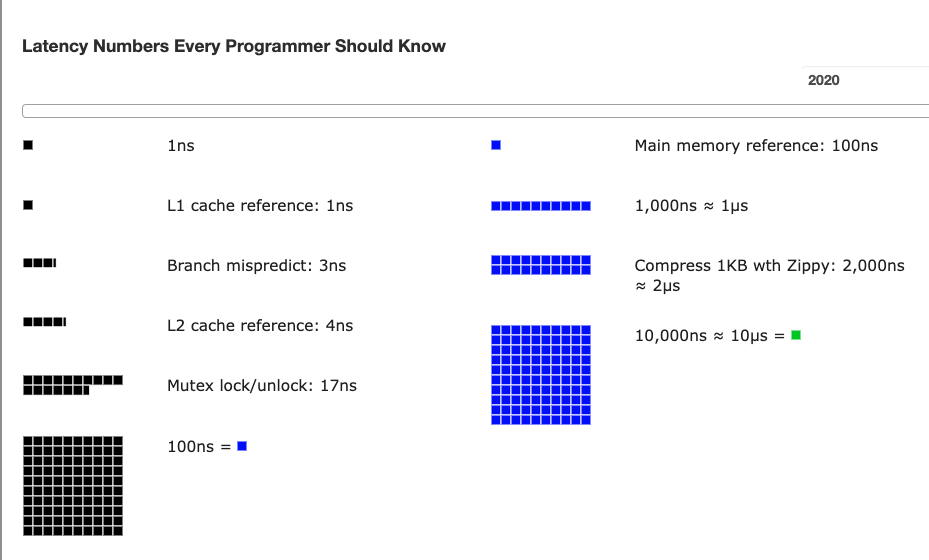 Latency Numbers Every Programmer Should Know
2020
1ns
L1 cache reference: 1ns
Branch mispredict: 3ns
L2 cache reference: 4ns
Mutex lock/unlock: 17ns
100ns =
Main memory reference: 100ns
1,000ns ≈ 1μs
Compress 1KB wth Zippy: 2,000ns
≈ 2μs
10,000ns ≈ 10μs =